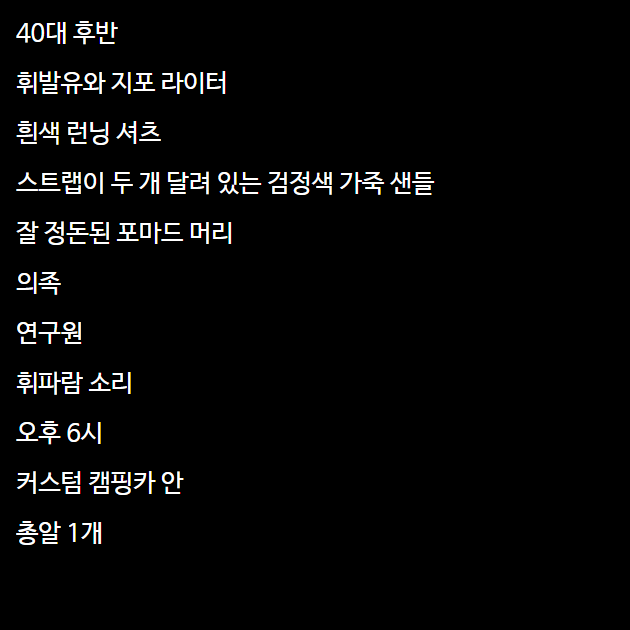 40대 후반
휘발유와 지포 라이터
흰색 런닝 셔츠
스트랩이 두 개 달려 있는 검정색 가죽 샌들
잘 정돈된 포마드 머리
의족
연구원
휘파람 소리
오후 6시
커스텀 캠핑카 안
총알 1개